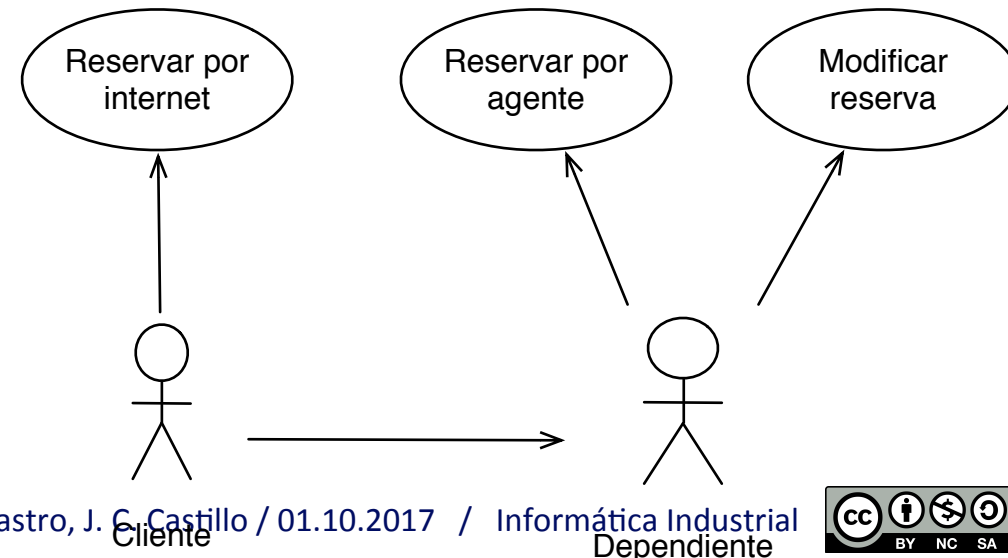 Reservar por
internet
Reservar por
agente
Modificar
reserva
astro, J. C. Castillo / 01.10.2017 / Informática Industrial
Cliente
Dependiente
cc
BY NC SA